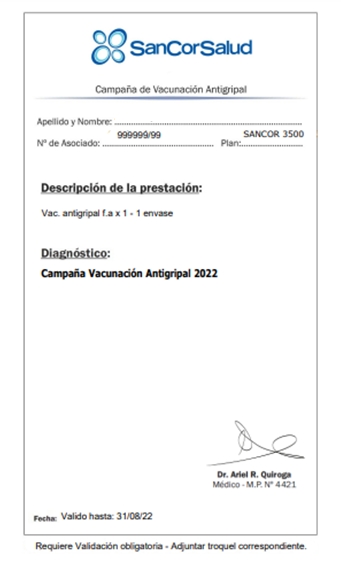 SanCorSalud
Campaña de Vacunación Antigripal
Apellido y Nombre: ..............................................................
999999/99 SANCOR 3500
Nº de Asociado: ..................................... Plan:.....................
Descripción de la prestación:
Vac. antigripal f.a x 1 - 1 envase
Diagnóstico:
Campaña Vacunación Antigripal 2022
Dr. Ariel R. Quiroga
Médico - M.P. Nº 4421
Fecha: Valido hasta: 31/08/22
Requiere Validación obligatoria - Adjuntar troquel correspondiente.